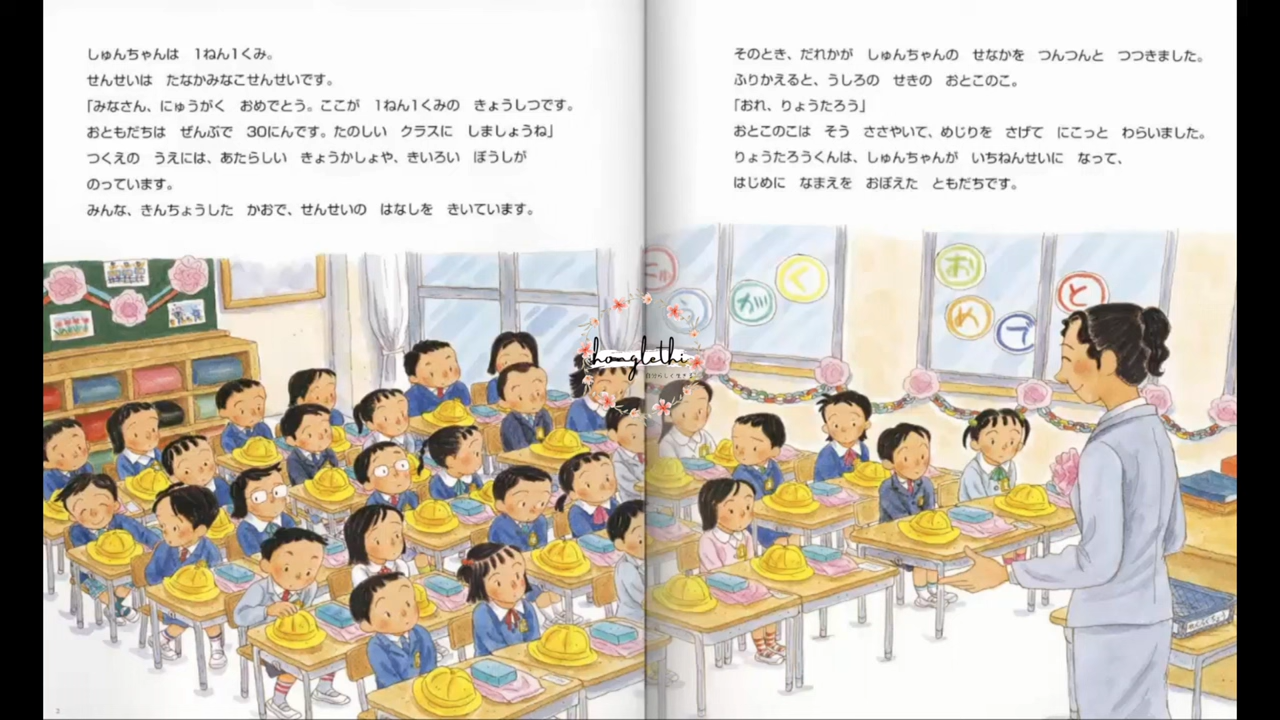 しゅんちゃんは　1ねん1くみ。
せんせいは　たなかみなこせんせいです。
「みなさん、にゅうがく　おめでとう。ここが　1ねん1くみの　きょうしつです。
おともだちは　ぜんぶで　30にんです。たのしい　クラスに　しましょうね」
つくえの　うえには、あたらしい　きょうかしょや、きいろい　ぼうしが
のっています。
みんな、きんちょうした　かおで、せんせいの　はなしを　きいています。
そのとき、だれかが　しゅんちゃんの　せなかを　つんつんと　つつきました。
ふりかえると、うしろの　せきの　おとこのこ。
「おれ、りょうたろう」
おとこのこは　そう　ささやいて、めじりを　さげて　にこっと　わらいました。
りょうたろうくんは、しゅんちゃんが　いちねんせいに　なって、
はじめに　なまえを　おぼえた　ともだちです。
がく
おめでと
honglethi
2